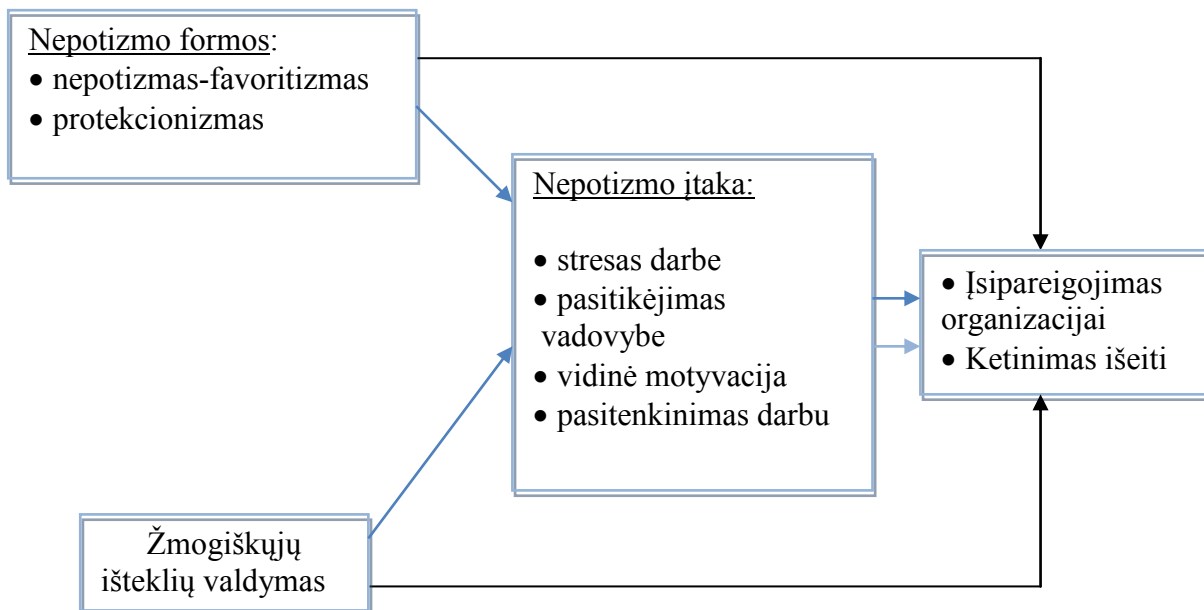 Nepotizmo formos:
• nepotizmas-favoritizmas
• protekcionizmas
Nepotizmo įtaka:
• stresas darbe
• pasitikėjimas
vadovybe
• vidinė motyvacija
• pasitenkinimas darbu
• Įsipareigojimas
organizacijai
• Ketinimas išeiti
Žmogiškųjų
išteklių valdymas